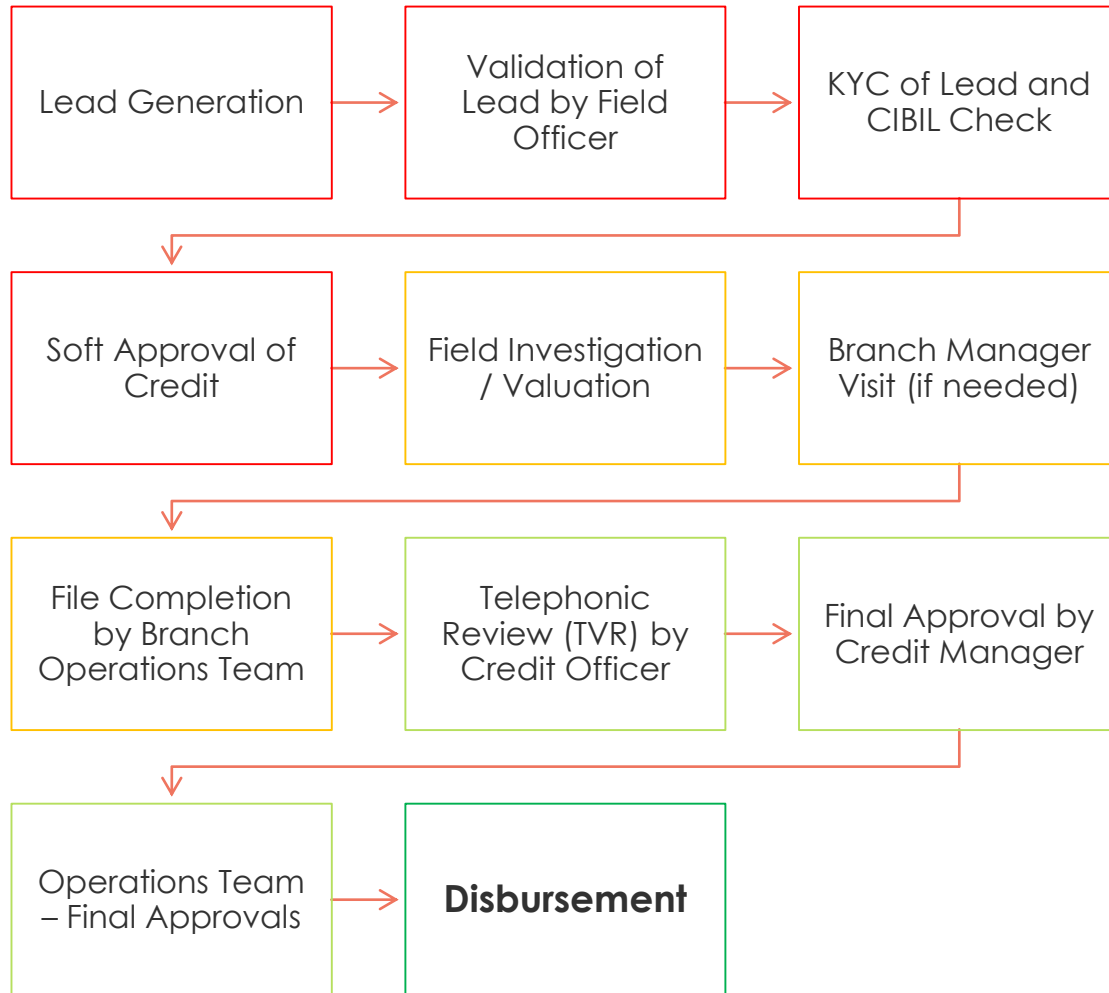 Lead Generation
Validation of
Lead by Field
Officer
KYC of Lead and
CIBIL Check
Soft Approval of
Credit
Field Investigation
/ Valuation
Branch Manager
Visit (if needed)
File Completion
by Branch
Operations Team
Telephonic
Review (TVR) by
Credit Officer
Final Approval by
Credit Manager
Operations Team
– Final Approvals
Disbursement